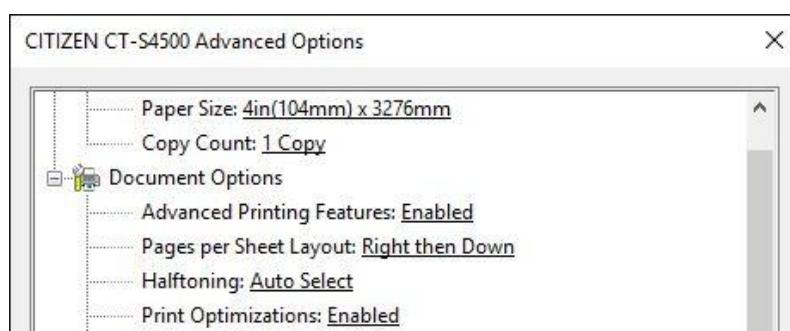 CITIZEN CT-S4500 Advanced Options
Paper Size: 4in(104mm) x 3276mm
Copy Count: 1 Copy
Document Options
Advanced Printing Features: Enabled
Pages per Sheet Layout: Right then Down
Halftoning: Auto Select
Print Optimizations: Enabled